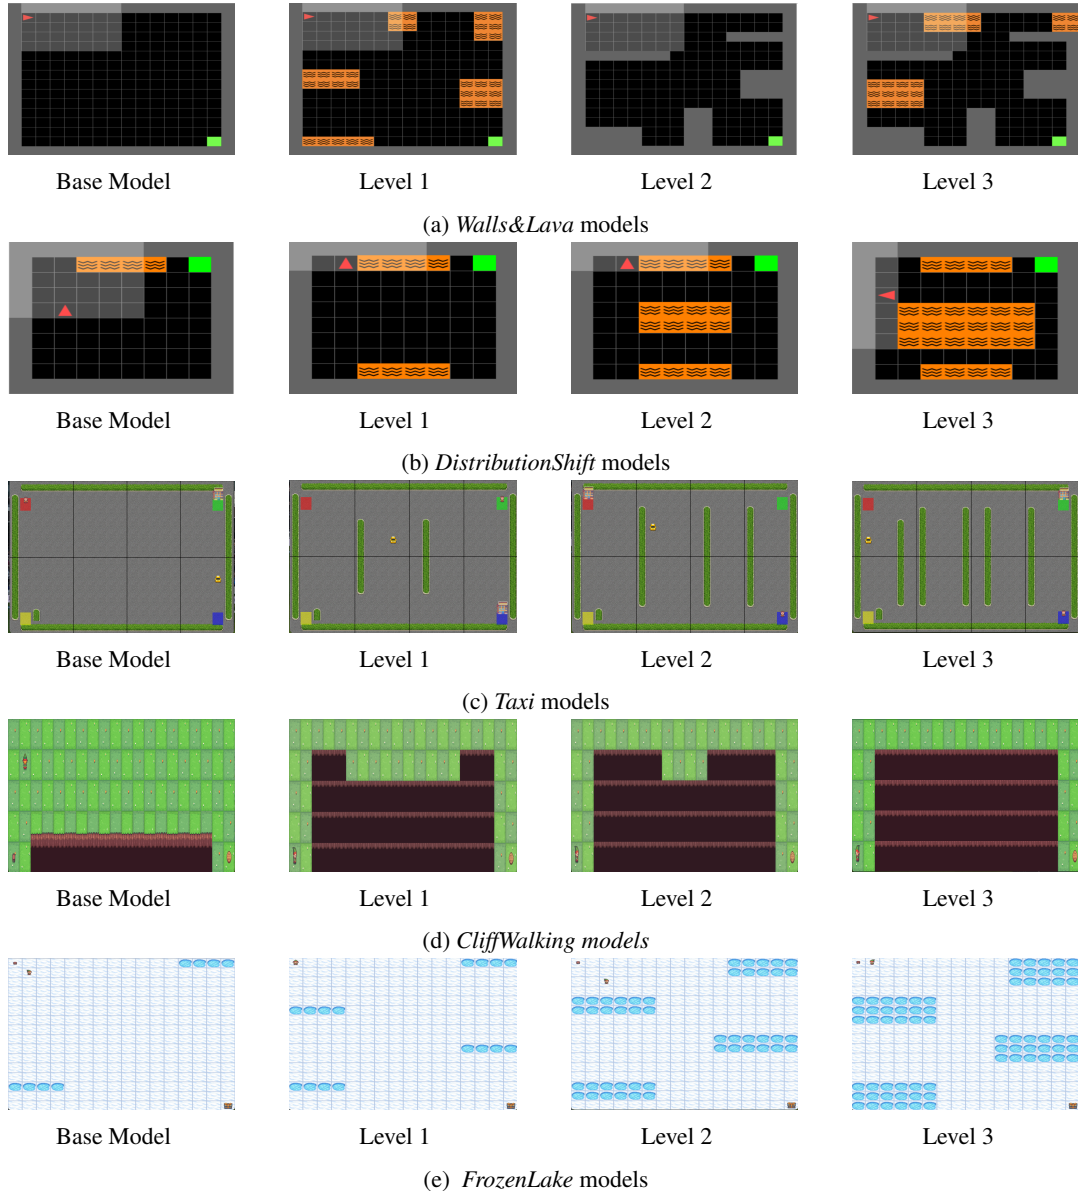 Base Model Level 1 Level 2 Level 3
(a) Walls&Lava models
Base Model Level 1 Level 2 Level 3
(b) DistributionShift models
Base Model Level 1 Level 2 Level 3
(c) Taxi models
Base Model Level 1 Level 2 Level 3
(d) CliffWalking models
Base Model Level 1 Level 2 Level 3
(e) FrozenLake models